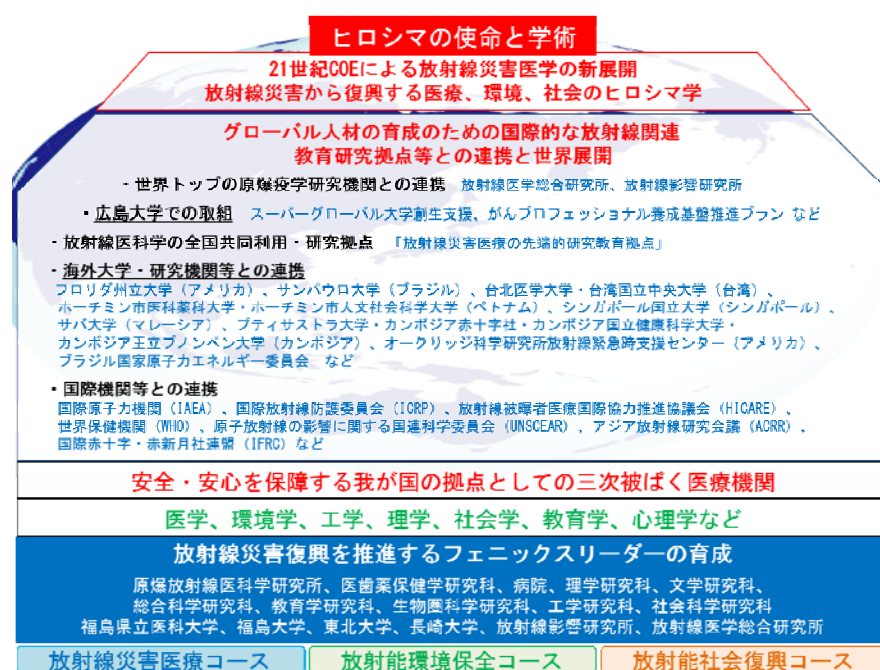 ヒロシマの使命と学術
21世紀COEによる放射線災害医学の新展開
放射線災害から復興する医療、環境、社会のヒロシマ学
グローバル人材の育成のための国際的な放射線関連
教育研究拠点等との連携と世界展開
・世界トップの原爆疫学研究機関との連携　放射線医学総合研究所、放射線影響研究所
・広島大学での取組　スーパーグローバル大学創生支援、がんプロフェッショナル養成基盤推進プラン など
・放射線医科学の全国共同利用・研究拠点　「放射線災害医療の先端的研究教育拠点」
・海外大学・研究機関等との連携
フロリダ州立大学（アメリカ）、サンパウロ大学（ブラジル）、台北医学大学・台湾国立中央大学（台湾）、
ホーチミン市医科薬科大学・ホーチミン市人文社会科学大学（ベトナム）、シンガポール国立大学（シンガポール）、
サバ大学（マレーシア）、プティサストラ大学・カンボジア赤十字社・カンボジア国立健康科学大学・
カンボジア王立プノンペン大学（カンボジア）、オークリッジ科学研究所放射線緊急時支援センター（アメリカ）、
ブラジル国家原子力エネルギー委員会 など
・国際機関等との連携
国際原子力機関（IAEA）、国際放射線防護委員会（ICRP）、放射線被曝者医療国際協力推進協議会（HICARE）、
世界保健機関（WHO）、原子放射線の影響に関する国連科学委員会（UNSCEAR）、アジア放射線研究会議（ACRR）、
国際赤十字・赤新月社連盟（IFRC）など
安全・安心を保障する我が国の拠点としての三次被ばく医療機関
医学、環境学、工学、理学、社会学、教育学、心理学など
放射線災害復興を推進するフェニックスリーダーの育成
原爆放射線医科学研究所、医歯薬保健学研究科、病院、理学研究科、文学研究科、
総合科学研究科、教育学研究科、生物圏科学研究科、工学研究科、社会科学研究科
福島県立医科大学、福島大学、東北大学、長崎大学、放射線影響研究所、放射線医学総合研究所
放射線災害医療コース　放射能環境保全コース　放射能社会復興コース